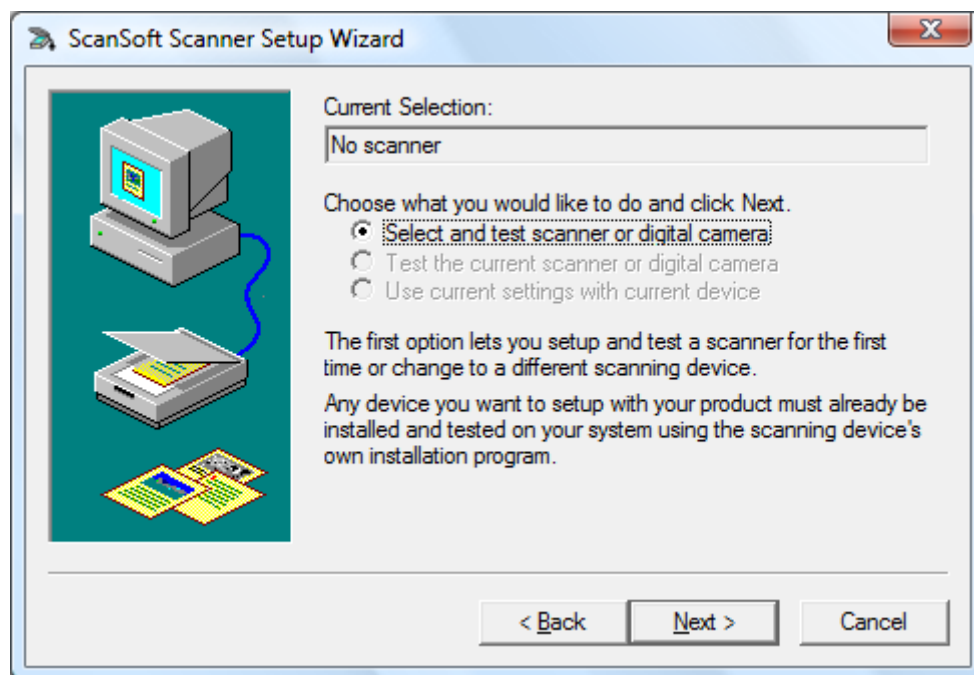 ScanSoft Scanner Setup Wizard
Current Selection:
No scanner
Choose what you would like to do and click Next.
Select and test scanner or digital camera
Test the current scanner or digital camera
Use current settings with current device
The first option lets you setup and test a scanner for the first
time or change to a different scanning device.
Any device you want to setup with your product must already be
installed and tested on your system using the scanning device's
own installation program.
< Back
Next >
Cancel